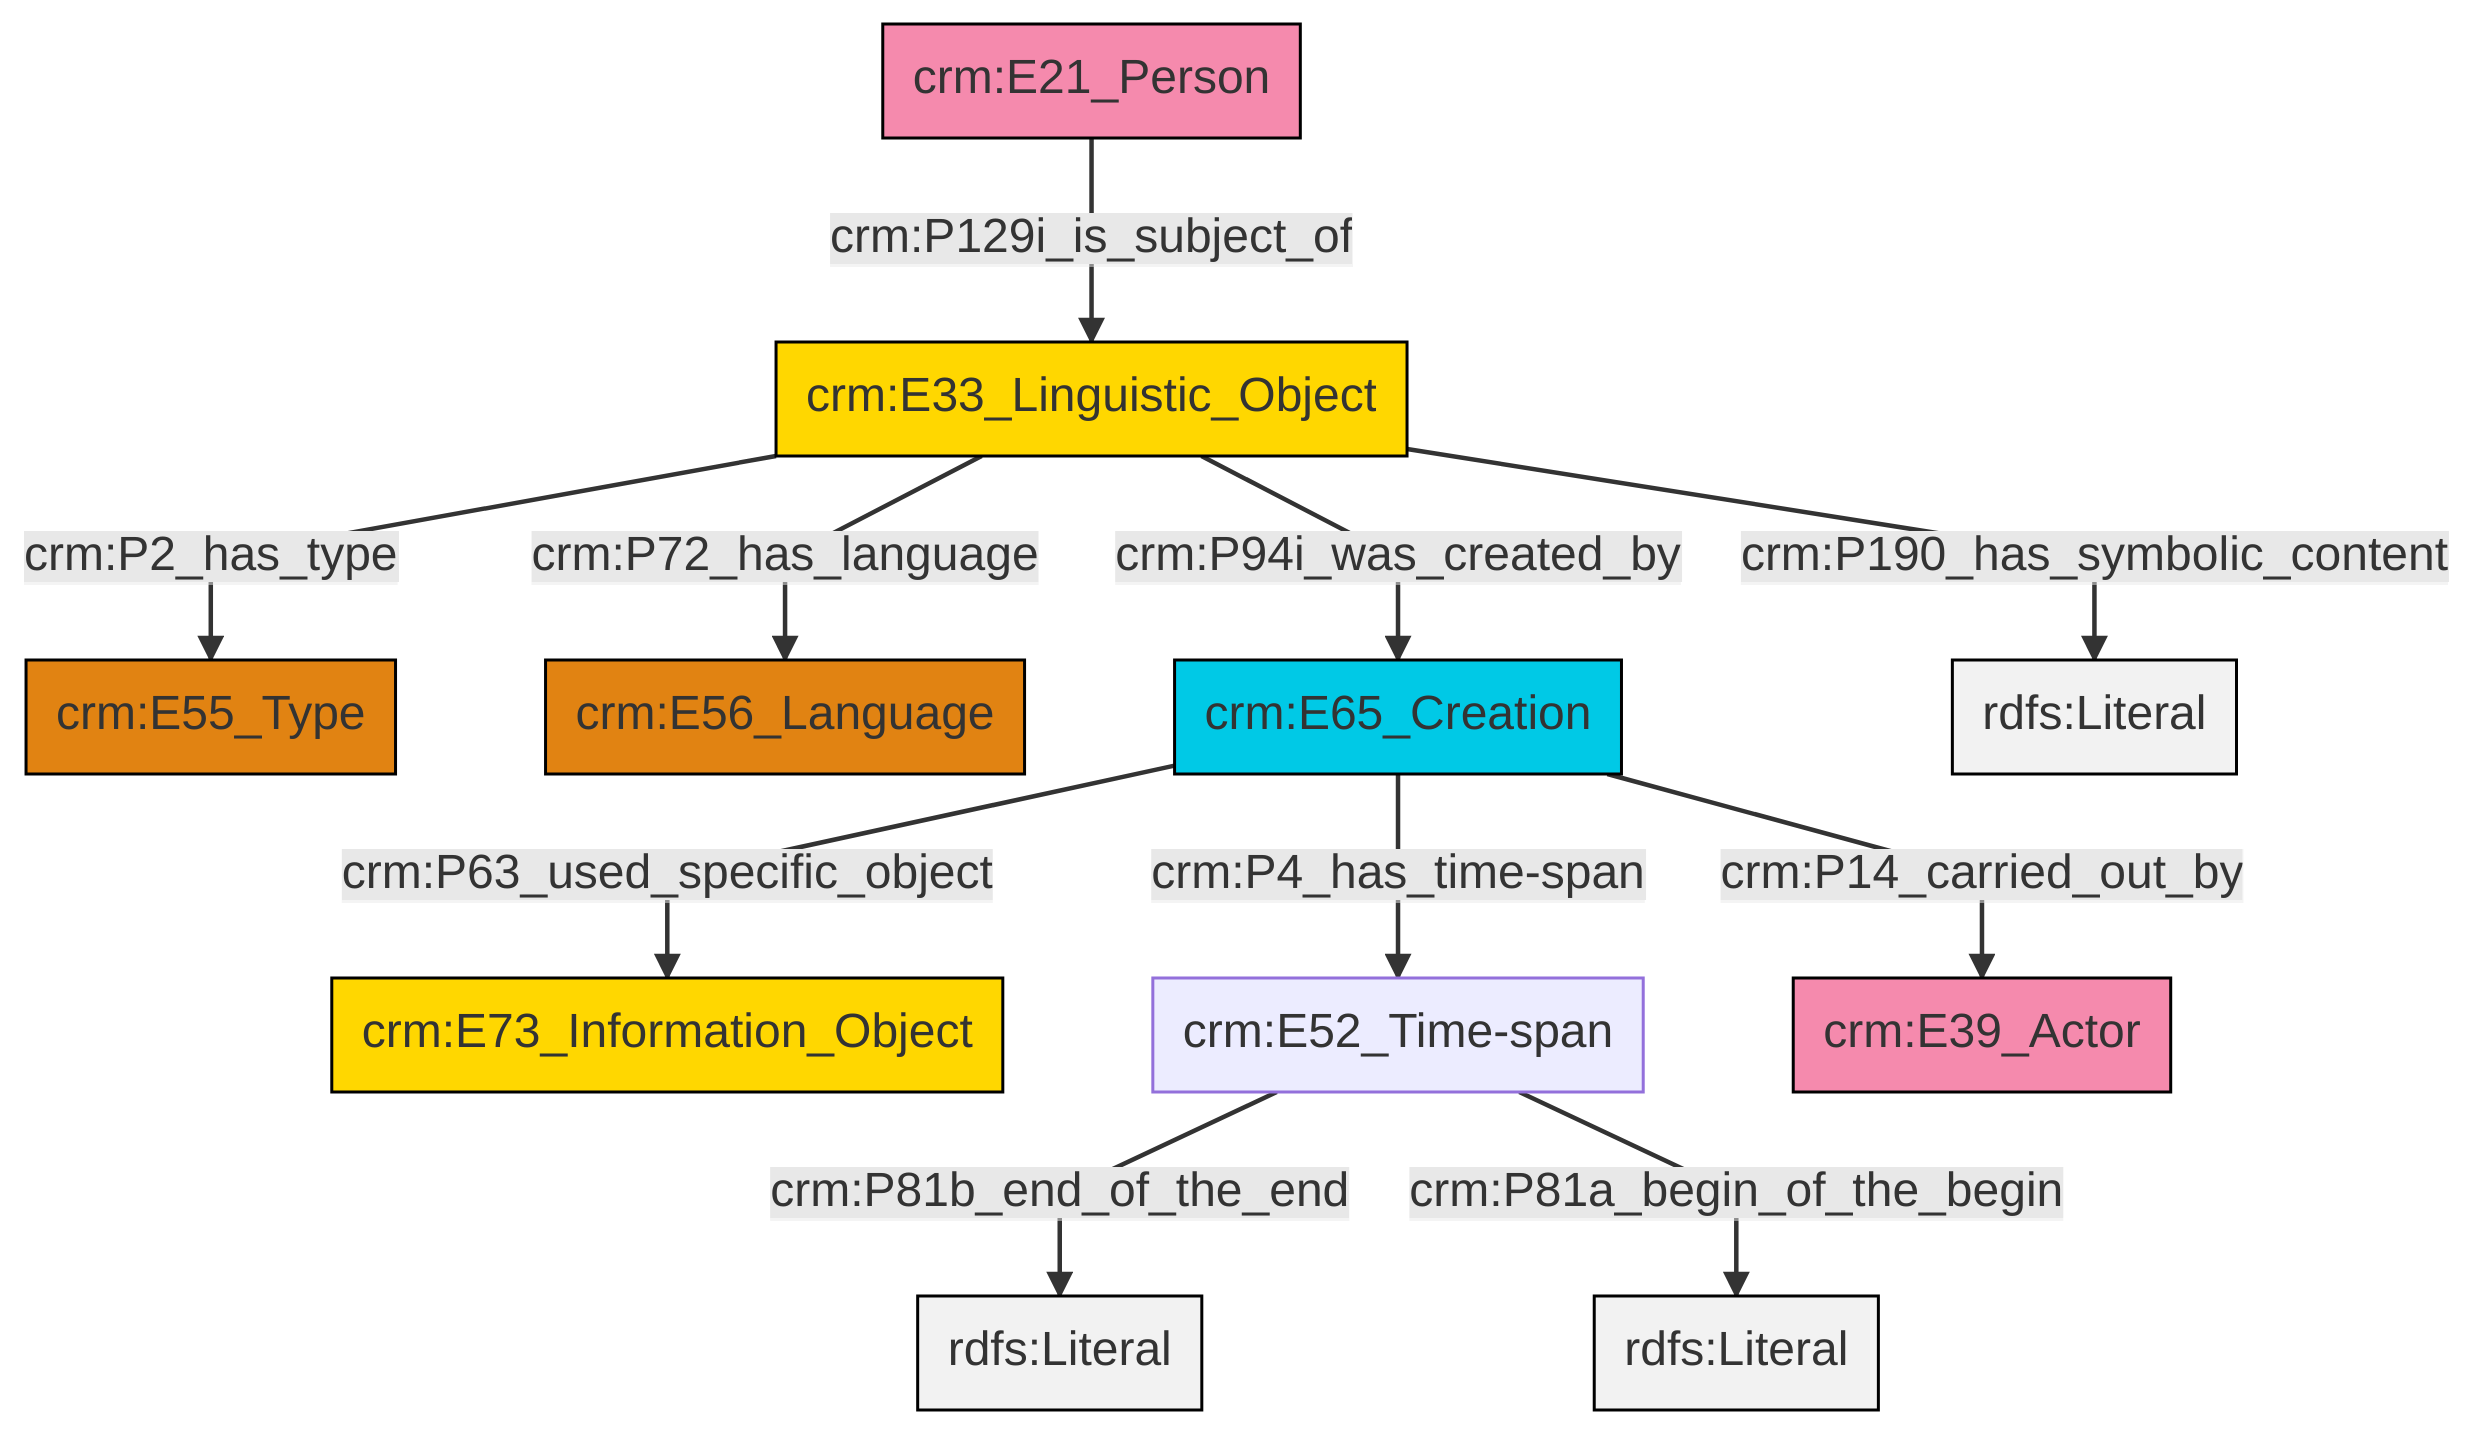 crm:E21_Person
crm:P129i_is_subject_of
crm:E33_Linguistic_Object
crm:P2_has_type
crm:P72_has_language
crm:P94i_was_created_by
crm:P190_has_symbolic_content
crm:E55_Type
crm:E56_Language
crm:E65_Creation
rdfs:Literal
crm:P63_used_specific_object
crm:P4_has_time-span
crm:P14_carried_out_by
crm:E73_Information_Object
crm:E52_Time-span
crm:E39_Actor
crm:P81b_end_of_the_end
crm:P81a_begin_of_the_begin
rdfs:Literal
rdfs:Literal